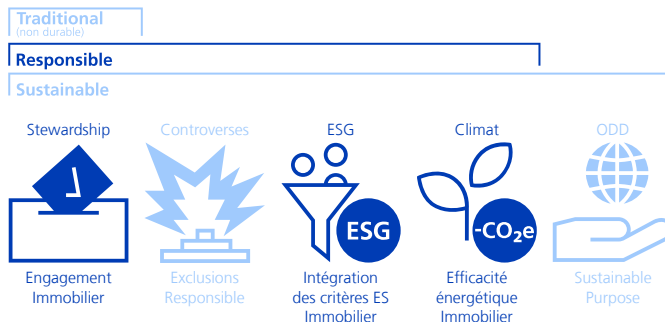 Traditional
(non durable)
Responsible
Sustainable
Stewardship
Controverses
ESG
Climat
ODD
ESG
-CO₂e
Engagement
Immobilier
Exclusions
Responsible
Intégration
des critères ES
Immobilier
Efficacité
énergétique
Immobilier
Sustainable
Purpose